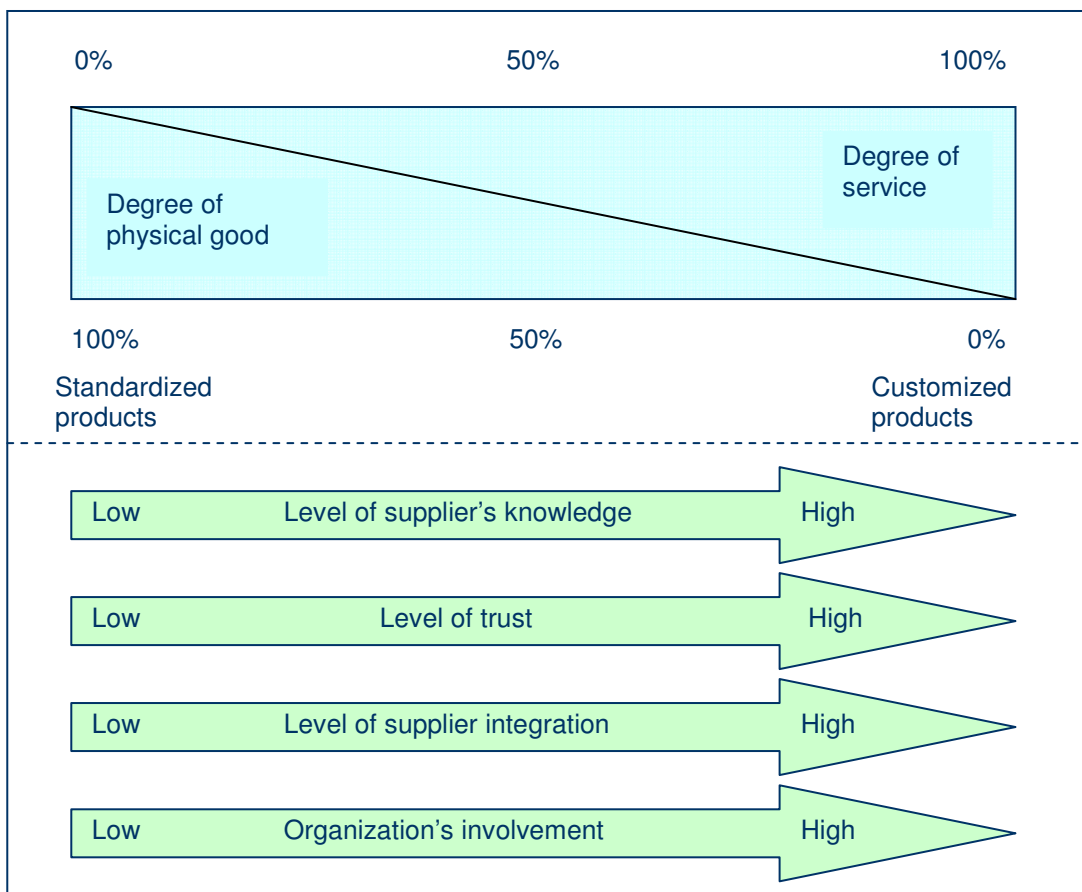 0% 50% 100%
Degree of
service
Degree of
physical good
100% 50% 0%
Standardized
products
Customized
products
Low Level of supplier's knowledge High
Low Level of trust High
Low Level of supplier integration High
Low Organization's involvement High